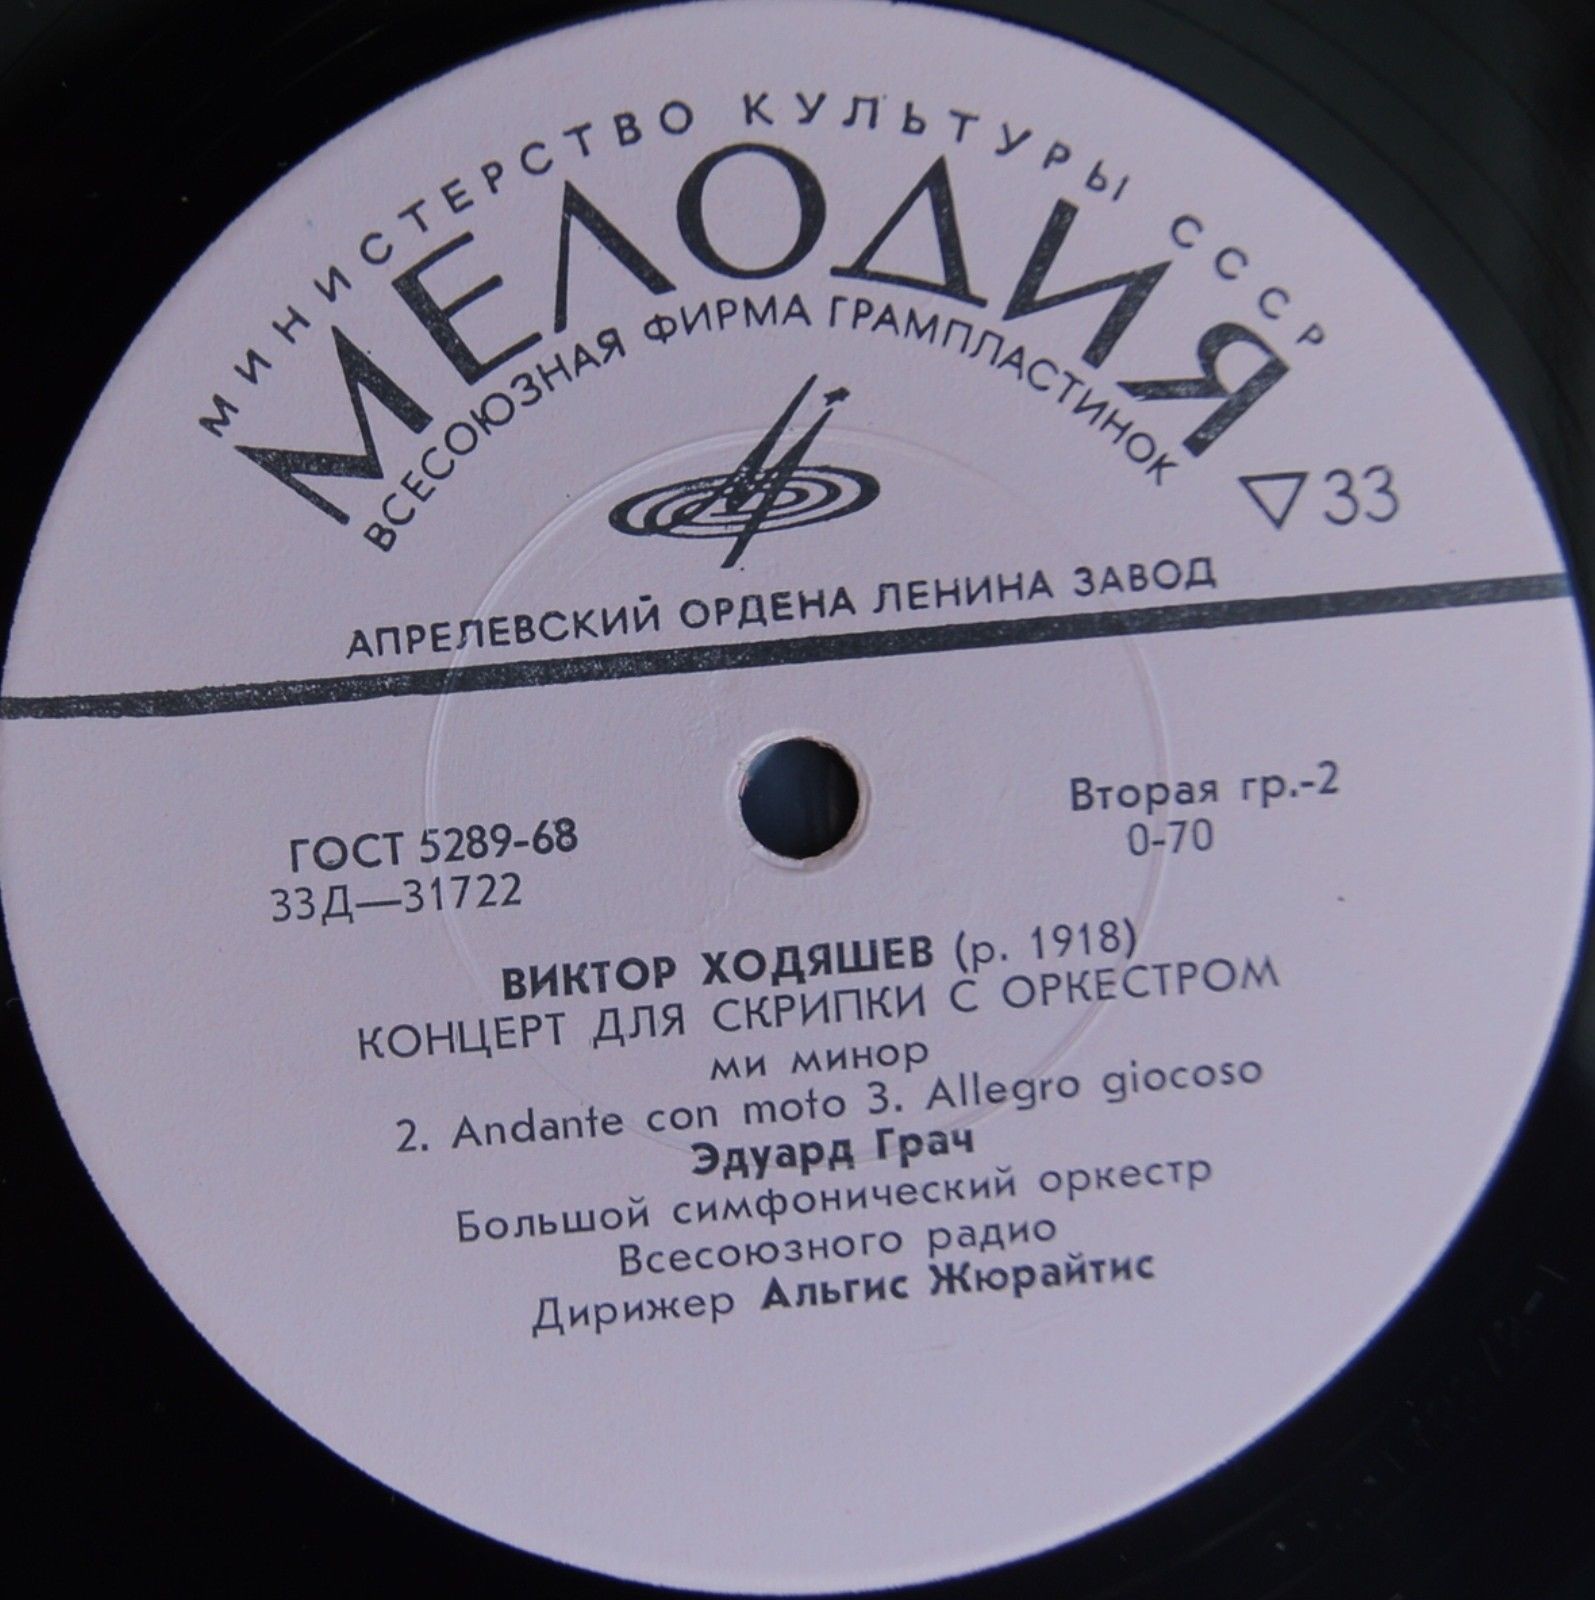 МИНИСТЕРСТВО КУЛЬТУРЫ СССР
МЕЛОДИЯ
ВСЕСОЮЗНАЯ ФИРМА ГРАМПЛАСТИНОК
33
АПРЕЛЕВСКИЙ ОРДЕНА ЛЕНИНА ЗАВОД
Вторая гр.-2
ГОСТ 5289-68
0-70
33Д—31722
ВИКТОР ХОДЯШЕВ (р. 1918)
КОНЦЕРТ ДЛЯ СКРИПКИ С ОРКЕСТРОМ
ми минор
2. Andante con moto 3. Allegro giocoso
Эдуард Грач
Большой симфонический оркестр
Всесоюзного радио
Дирижер Альгис Жюрайтис